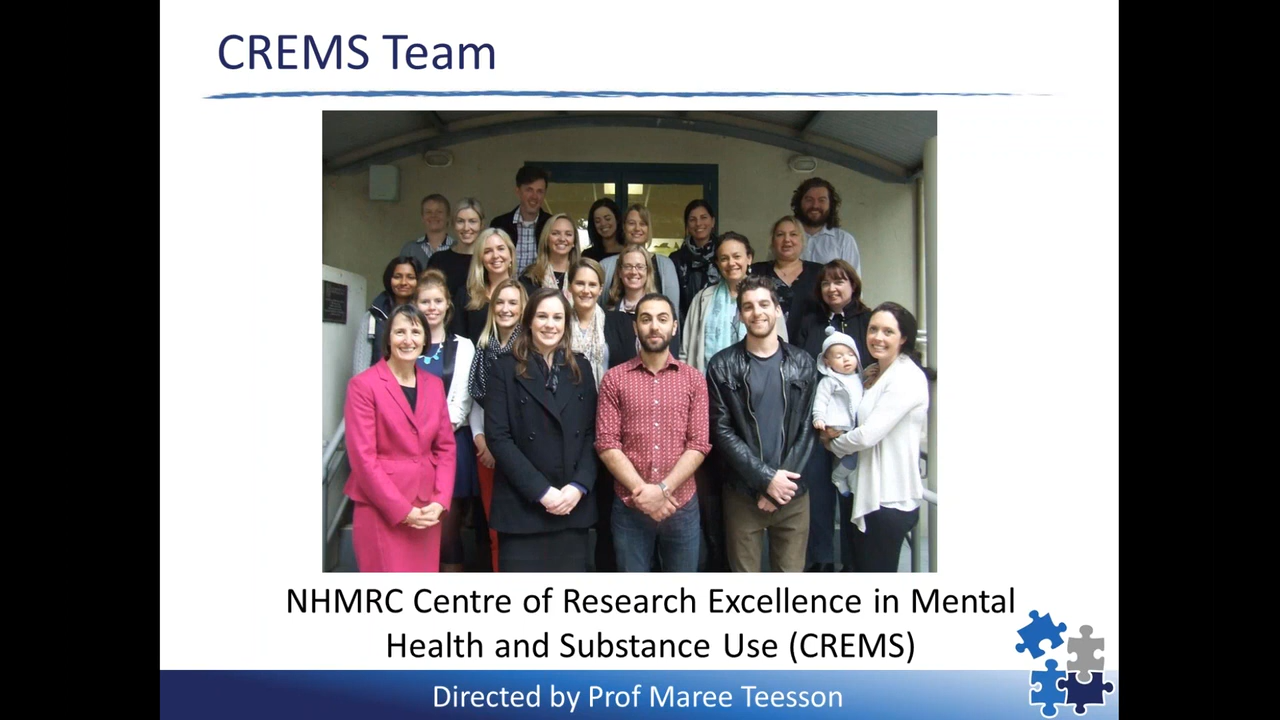 CREMS Team
NHMRC Centre of Research Excellence in Mental
Health and Substance Use (CREMS)
Directed by Prof Maree Teesson